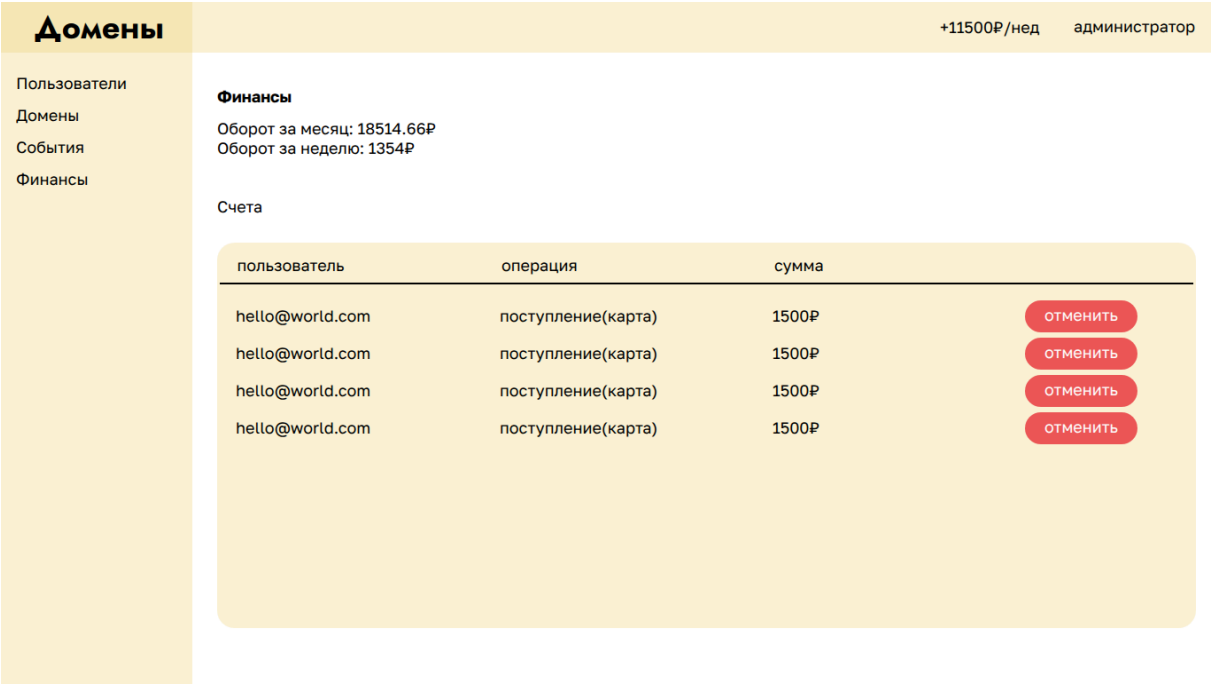 Домены
+11500₽/нед администратор
Пользователи
Домены
События
Финансы
Финансы
Оборот за месяц: 18514.66₽
Оборот за неделю: 1354₽
Счета
пользователь операция сумма
hello@world.com поступление(карта) 1500₽ отменить
hello@world.com поступление(карта) 1500₽ отменить
hello@world.com поступление(карта) 1500₽ отменить
hello@world.com поступление(карта) 1500₽ отменить